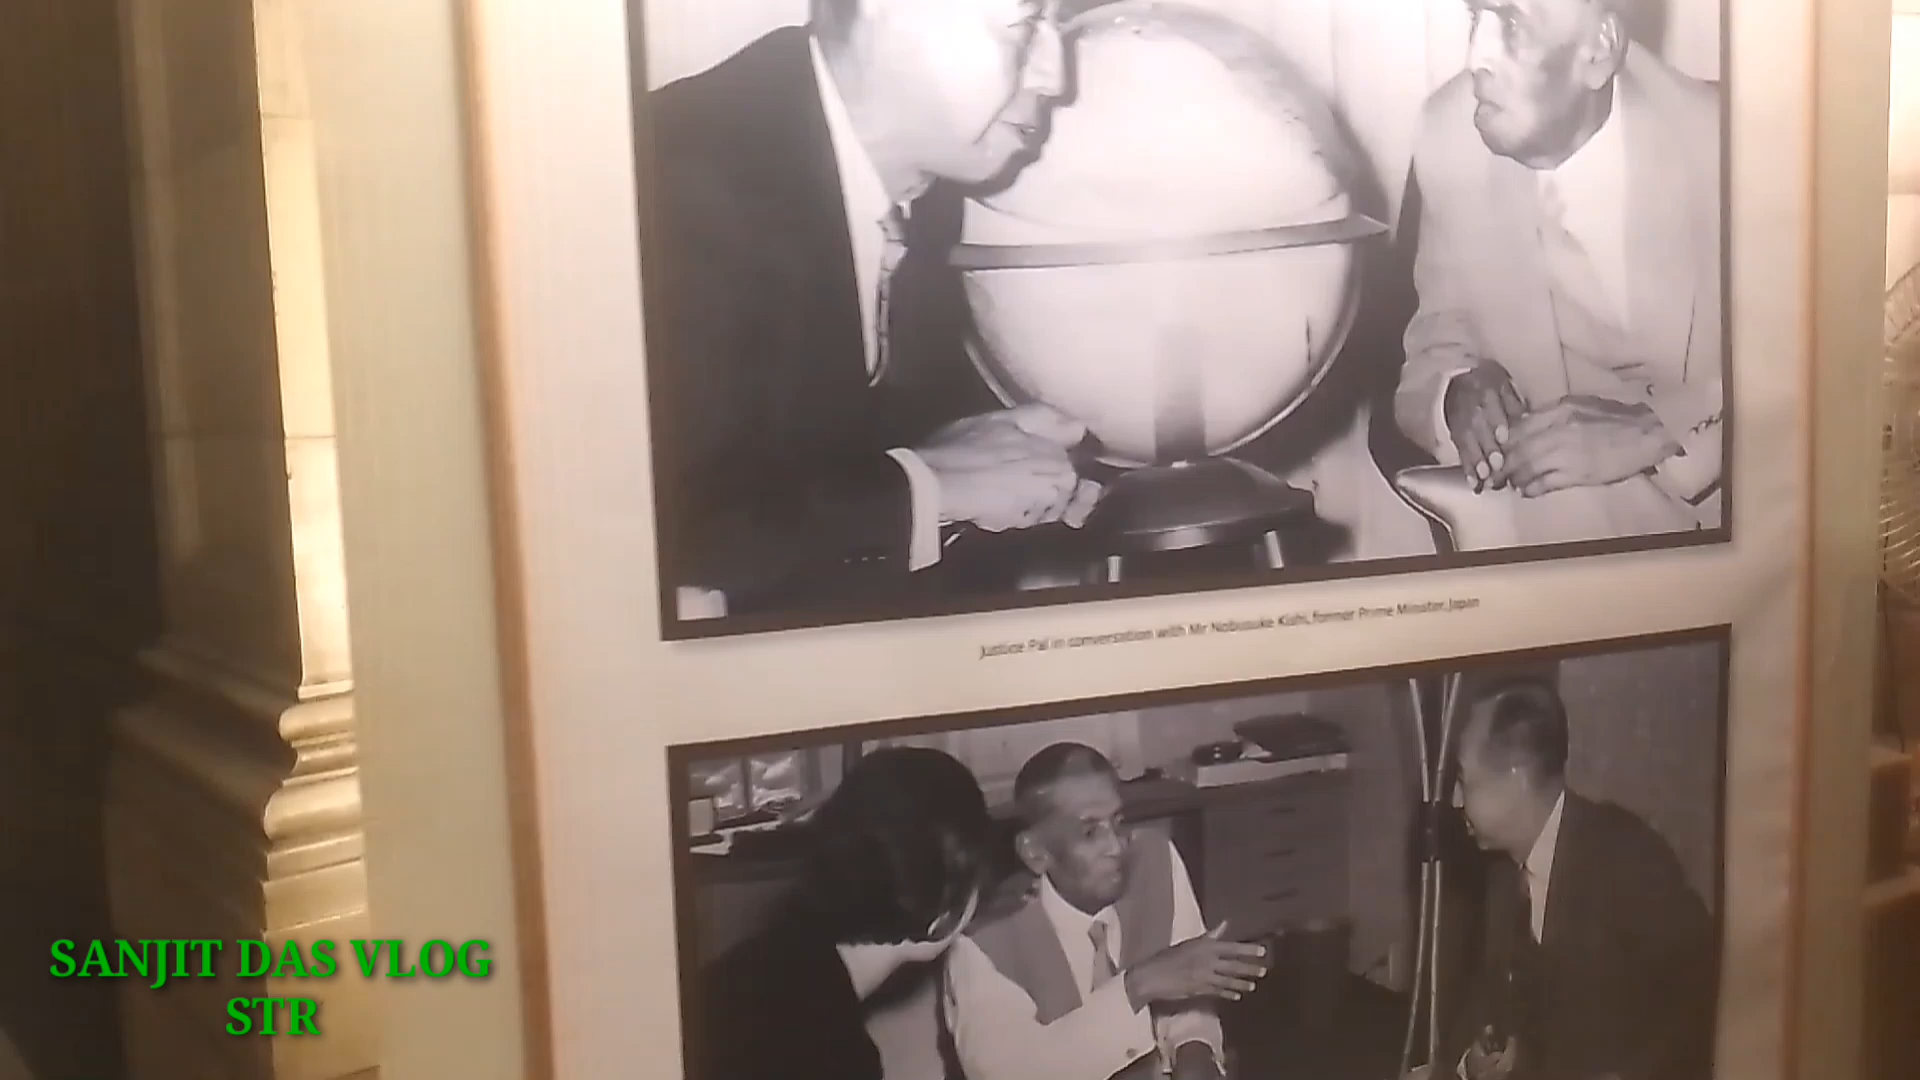 Justice Pal in conversation with Mr Nobusuke Kishi, former Prime Minister, Japan
SANJIT DAS VLOG
STR